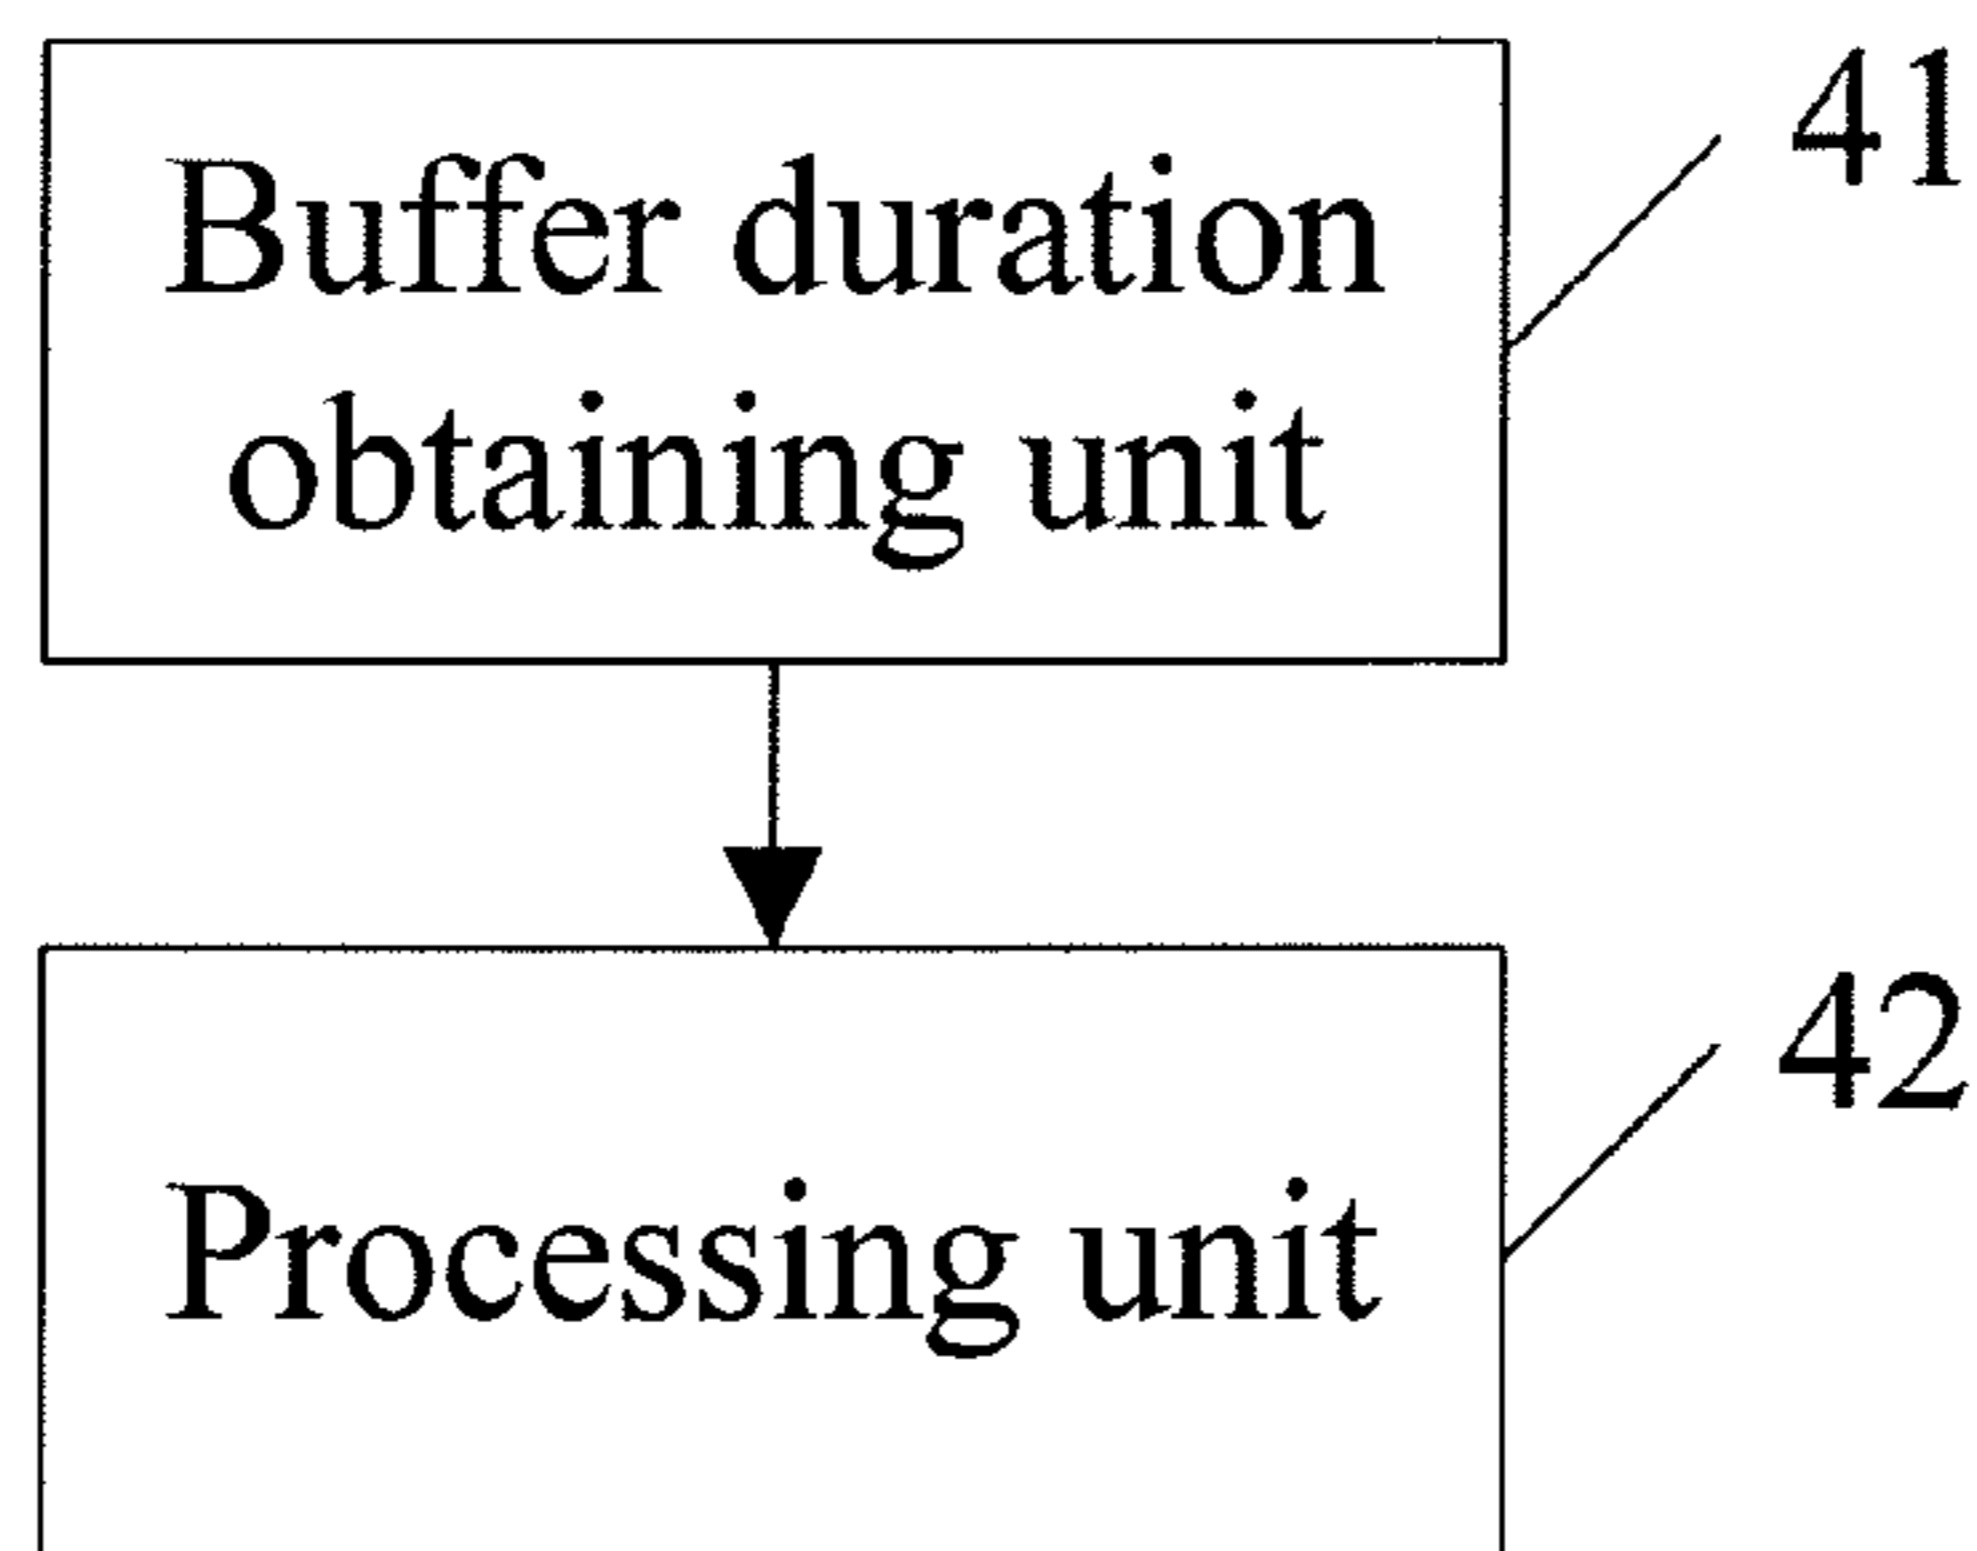 Buffer duration
obtaining unit
41
Processing unit
42